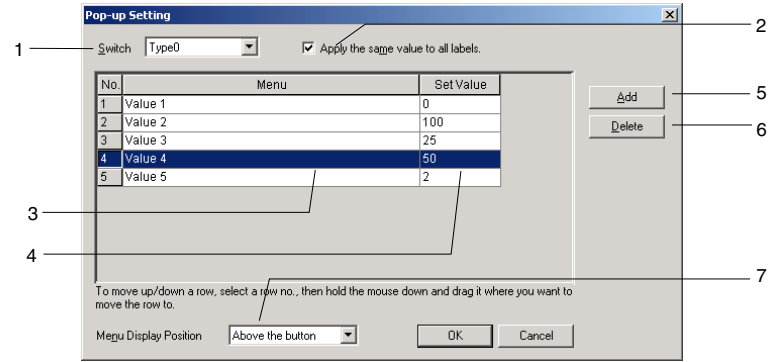 Pop-up Setting
2
1
Switch Type0 Apply the same value to all labels.
No. Menu Set Value
5
Add
1 Value 1 0
2 Value 2 100
Delete
6
3 Value 3 25
4 Value 4 50
5 Value 5 2
3
4
7
To move up/down a row, select a row no., then hold the mouse down and drag it where you want to
move the row to.
Menu Display Position Above the button OK Cancel